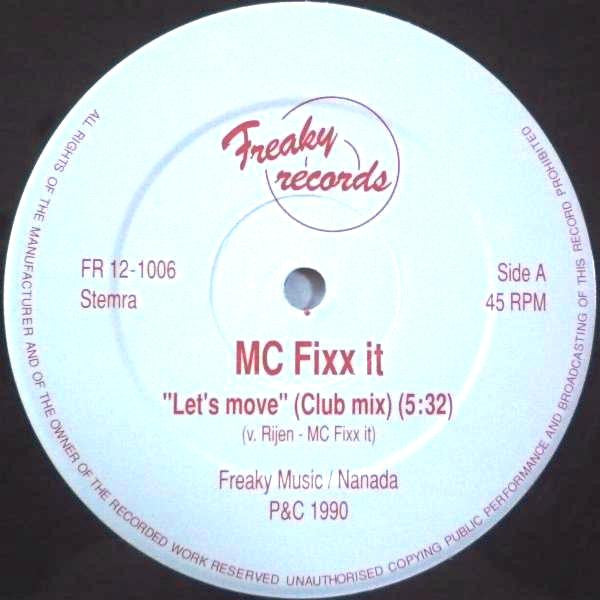 Freaky
records
FR 12-1006
Stemra
Side A
45 RPM
MC Fixx it
"Let's move" (Club mix) (5:32)
(v. Rijen - MC Fixx it)
Freaky Music / Nanada
P&C 1990
ALL RIGHTS OF THE MANUFACTURER AND OF THE OWNER OF THE RECORDED WORK RESERVED UNAUTHORISED COPYING PUBLIC PERFORMANCE AND BROADCASTING OF THIS RECORD PROHIBITED